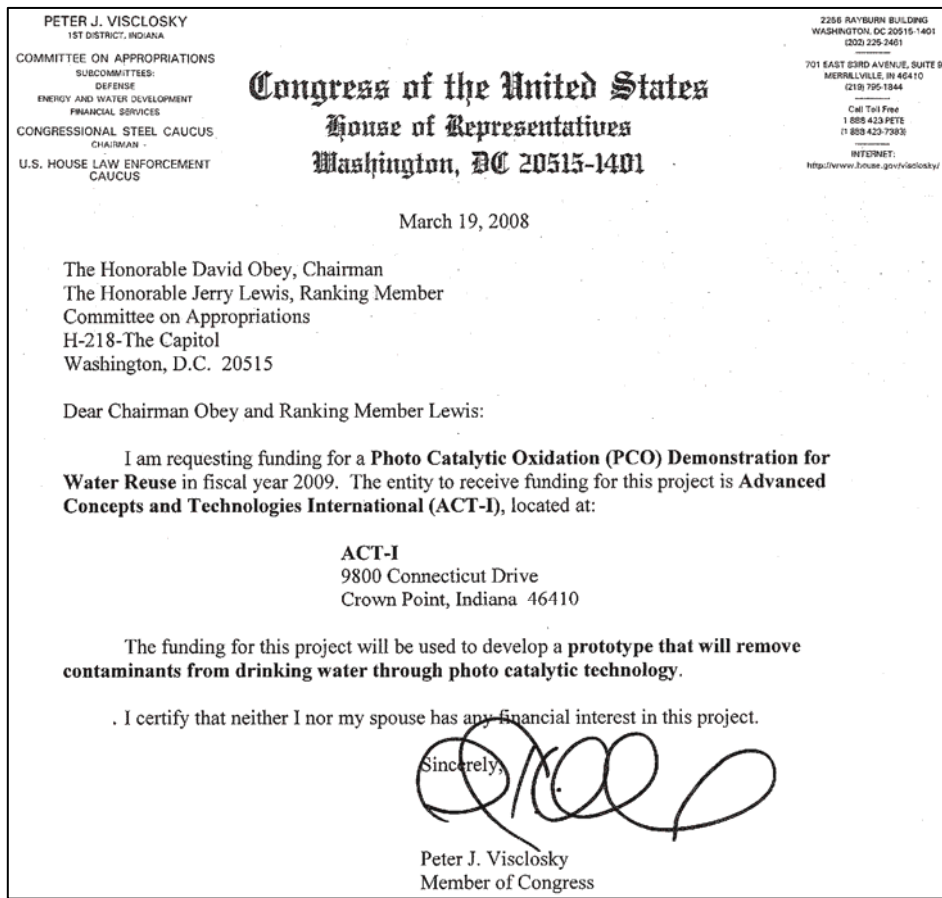 PETER J. VISCLOSKY
1ST DISTRICT, INDIANA
COMMITTEE ON APPROPRIATIONS
SUBCOMMITTEES:
DEFENSE
ENERGY AND WATER DEVELOPMENT
FINANCIAL SERVICES
CONGRESSIONAL STEEL CAUCUS
CHAIRMAN -
U.S. HOUSE LAW ENFORCEMENT
CAUCUS
Congress of the United States
House of Representatives
Washington, DC 20515-1401
2256 RAYBURN BUILDING
WASHINGTON, DC 20515-1401
(202) 225-2461
701 EAST 83RD AVENUE, SUITE 9
MERRILLVILLE, IN 46410
(219) 795-1844
Call Toll Free
1 888 423-PETE
(1 888 423-7383)
INTERNET:
http://www.house.gov/visclosky/
March 19, 2008
The Honorable David Obey, Chairman
The Honorable Jerry Lewis, Ranking Member
Committee on Appropriations
H-218-The Capitol
Washington, D.C. 20515
Dear Chairman Obey and Ranking Member Lewis:
I am requesting funding for a Photo Catalytic Oxidation (PCO) Demonstration for
Water Reuse in fiscal year 2009. The entity to receive funding for this project is Advanced
Concepts and Technologies International (ACT-I), located at:
ACT-I
9800 Connecticut Drive
Crown Point, Indiana 46410
The funding for this project will be used to develop a prototype that will remove
contaminants from drinking water through photo catalytic technology.
. I certify that neither I nor my spouse has any financial interest in this project.
Sincerely,
Peter J. Visclosky
Member of Congress